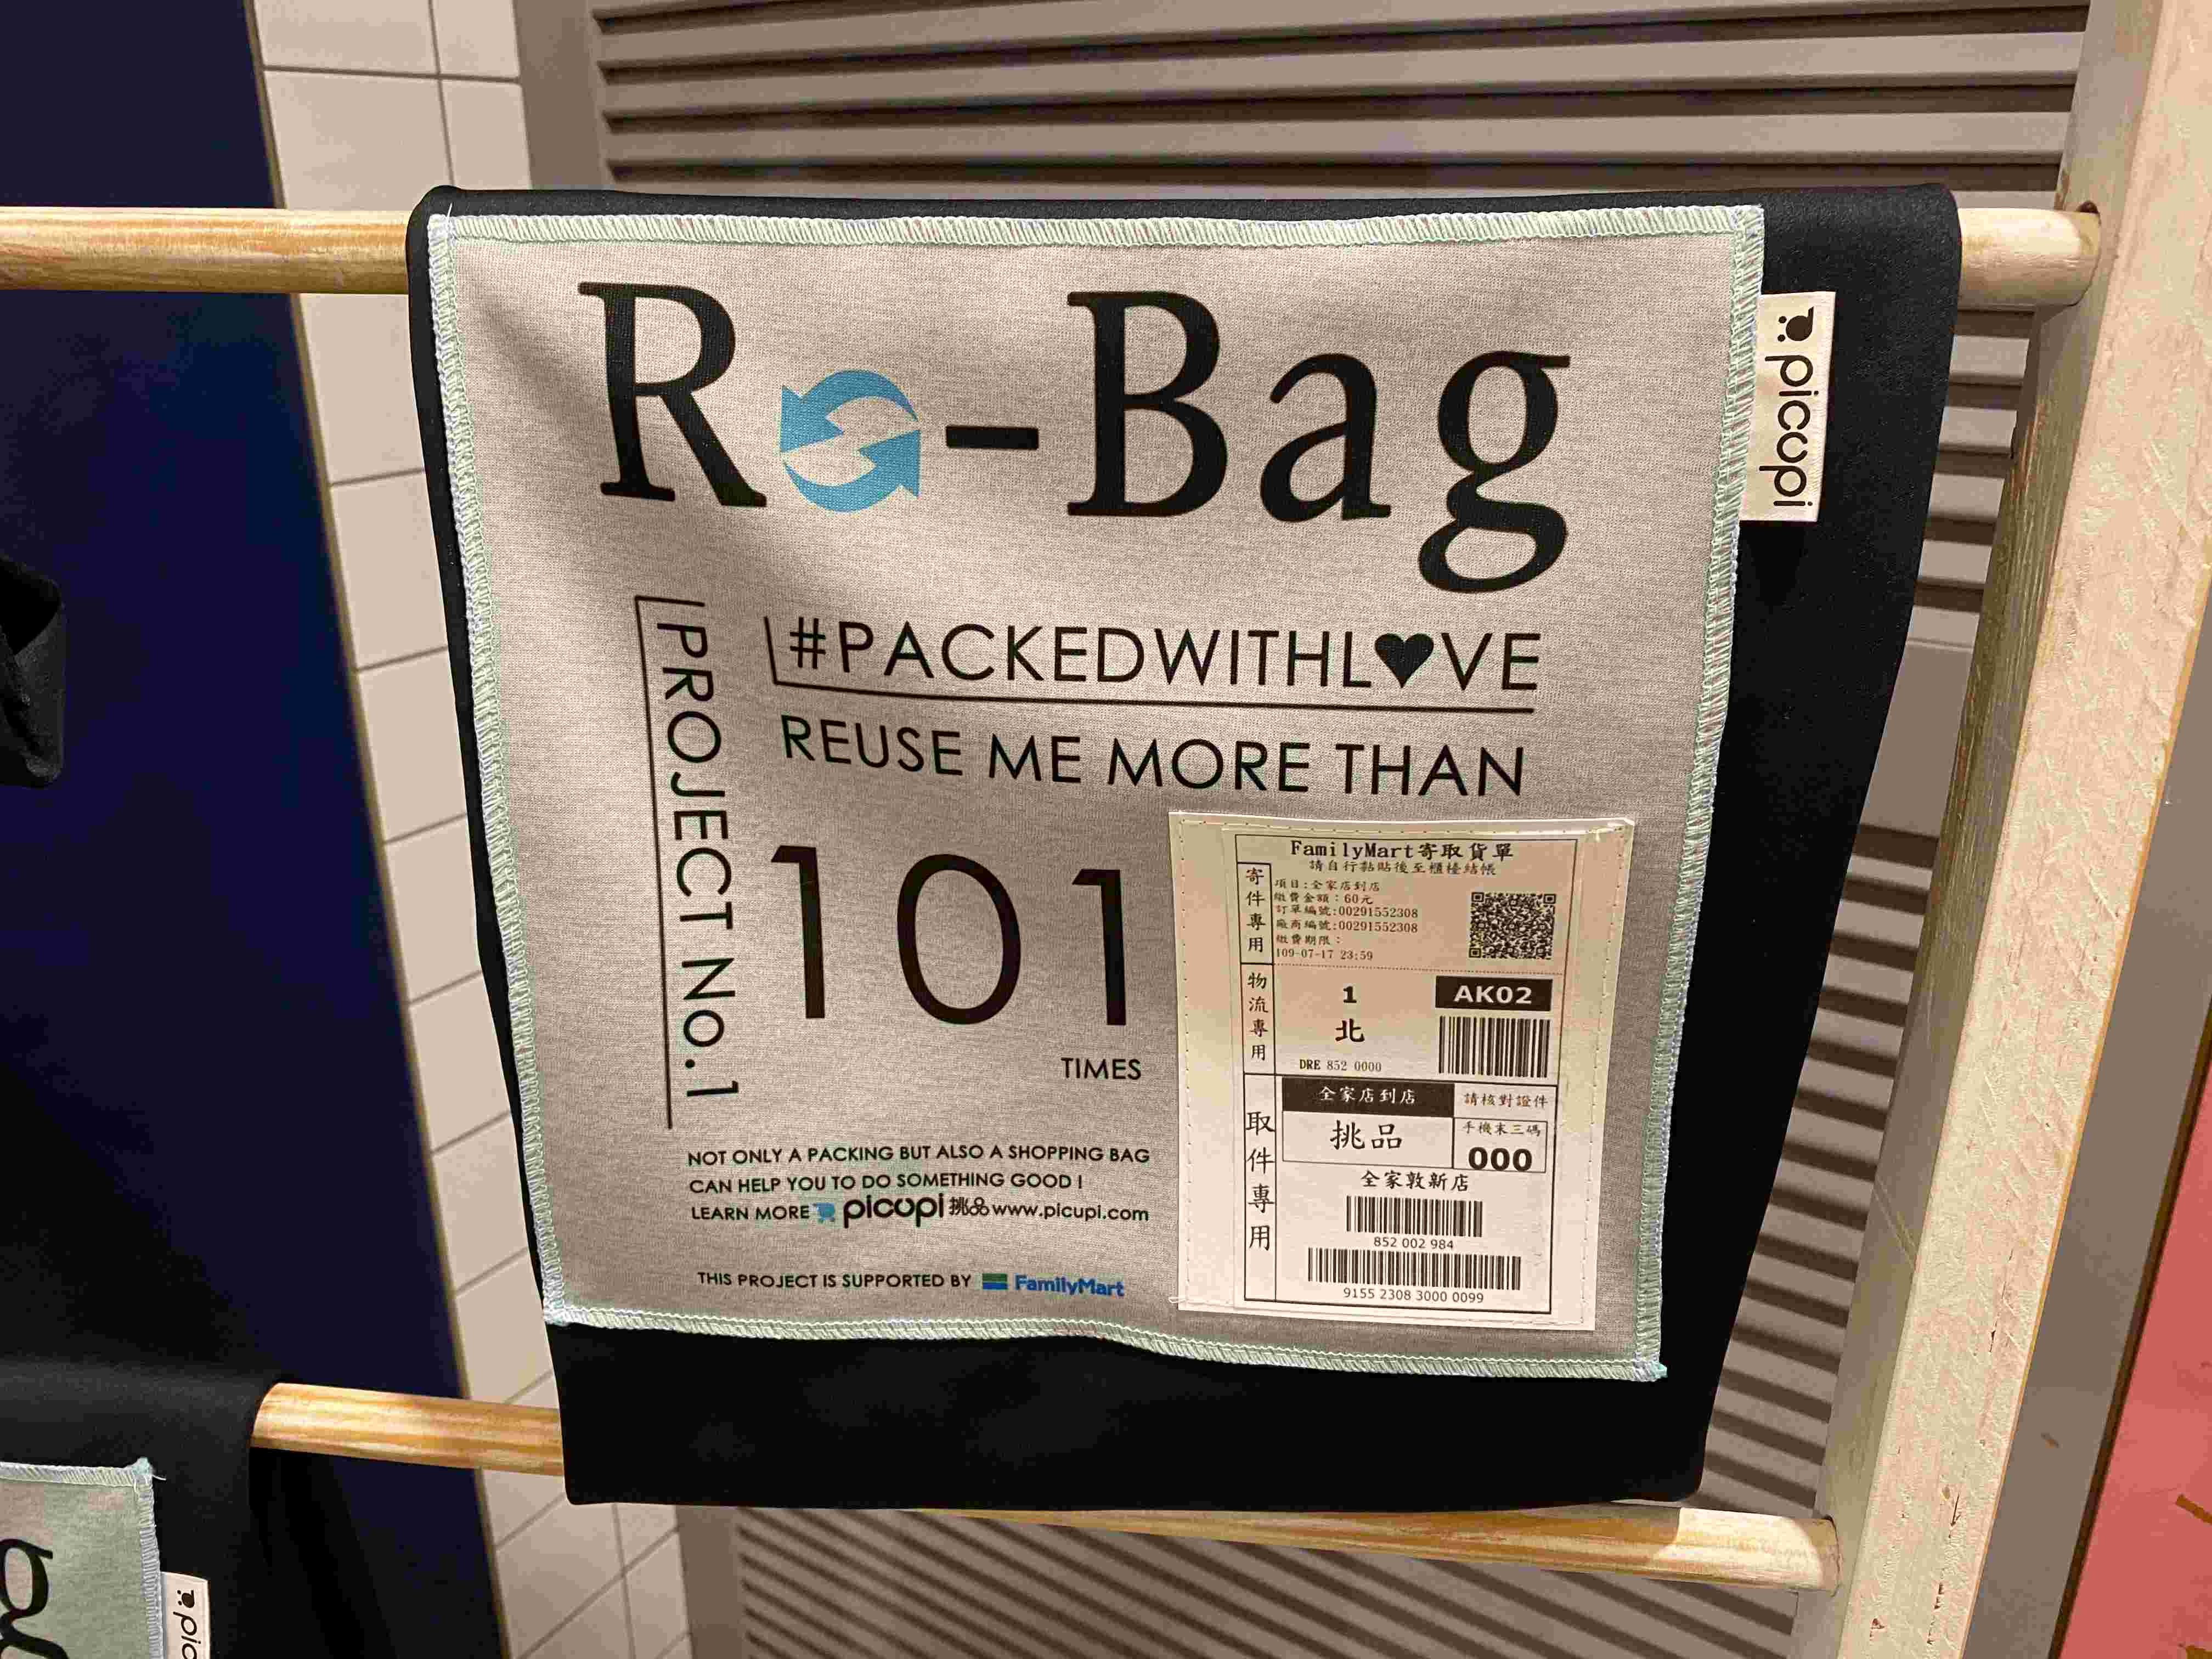 Re-Bag
picupi
#PACKEDWITHL♥VE
PROJECT NO.1
REUSE ME MORE THAN
101
TIMES
NOT ONLY A PACKING BUT ALSO A SHOPPING BAG
CAN HELP YOU TO DO SOMETHING GOOD !
LEARN MORE picupi 挑品 www.picupi.com
THIS PROJECT IS SUPPORTED BY FamilyMart
FamilyMart寄取貨單
請自行黏貼後至櫃檯結帳
寄件專用
項目:全家店到店
繳費金額:60元
訂單編號:00291552308
廠商編號:00291552308
繳費期限:
109-07-17 23:59
物流專用
1
AK02
北
DRE 852 0000
取件專用
全家店到店
請核對證件
挑品
手機末三碼
000
全家敦新店
852 002 984
9155 2308 3000 0099
pic